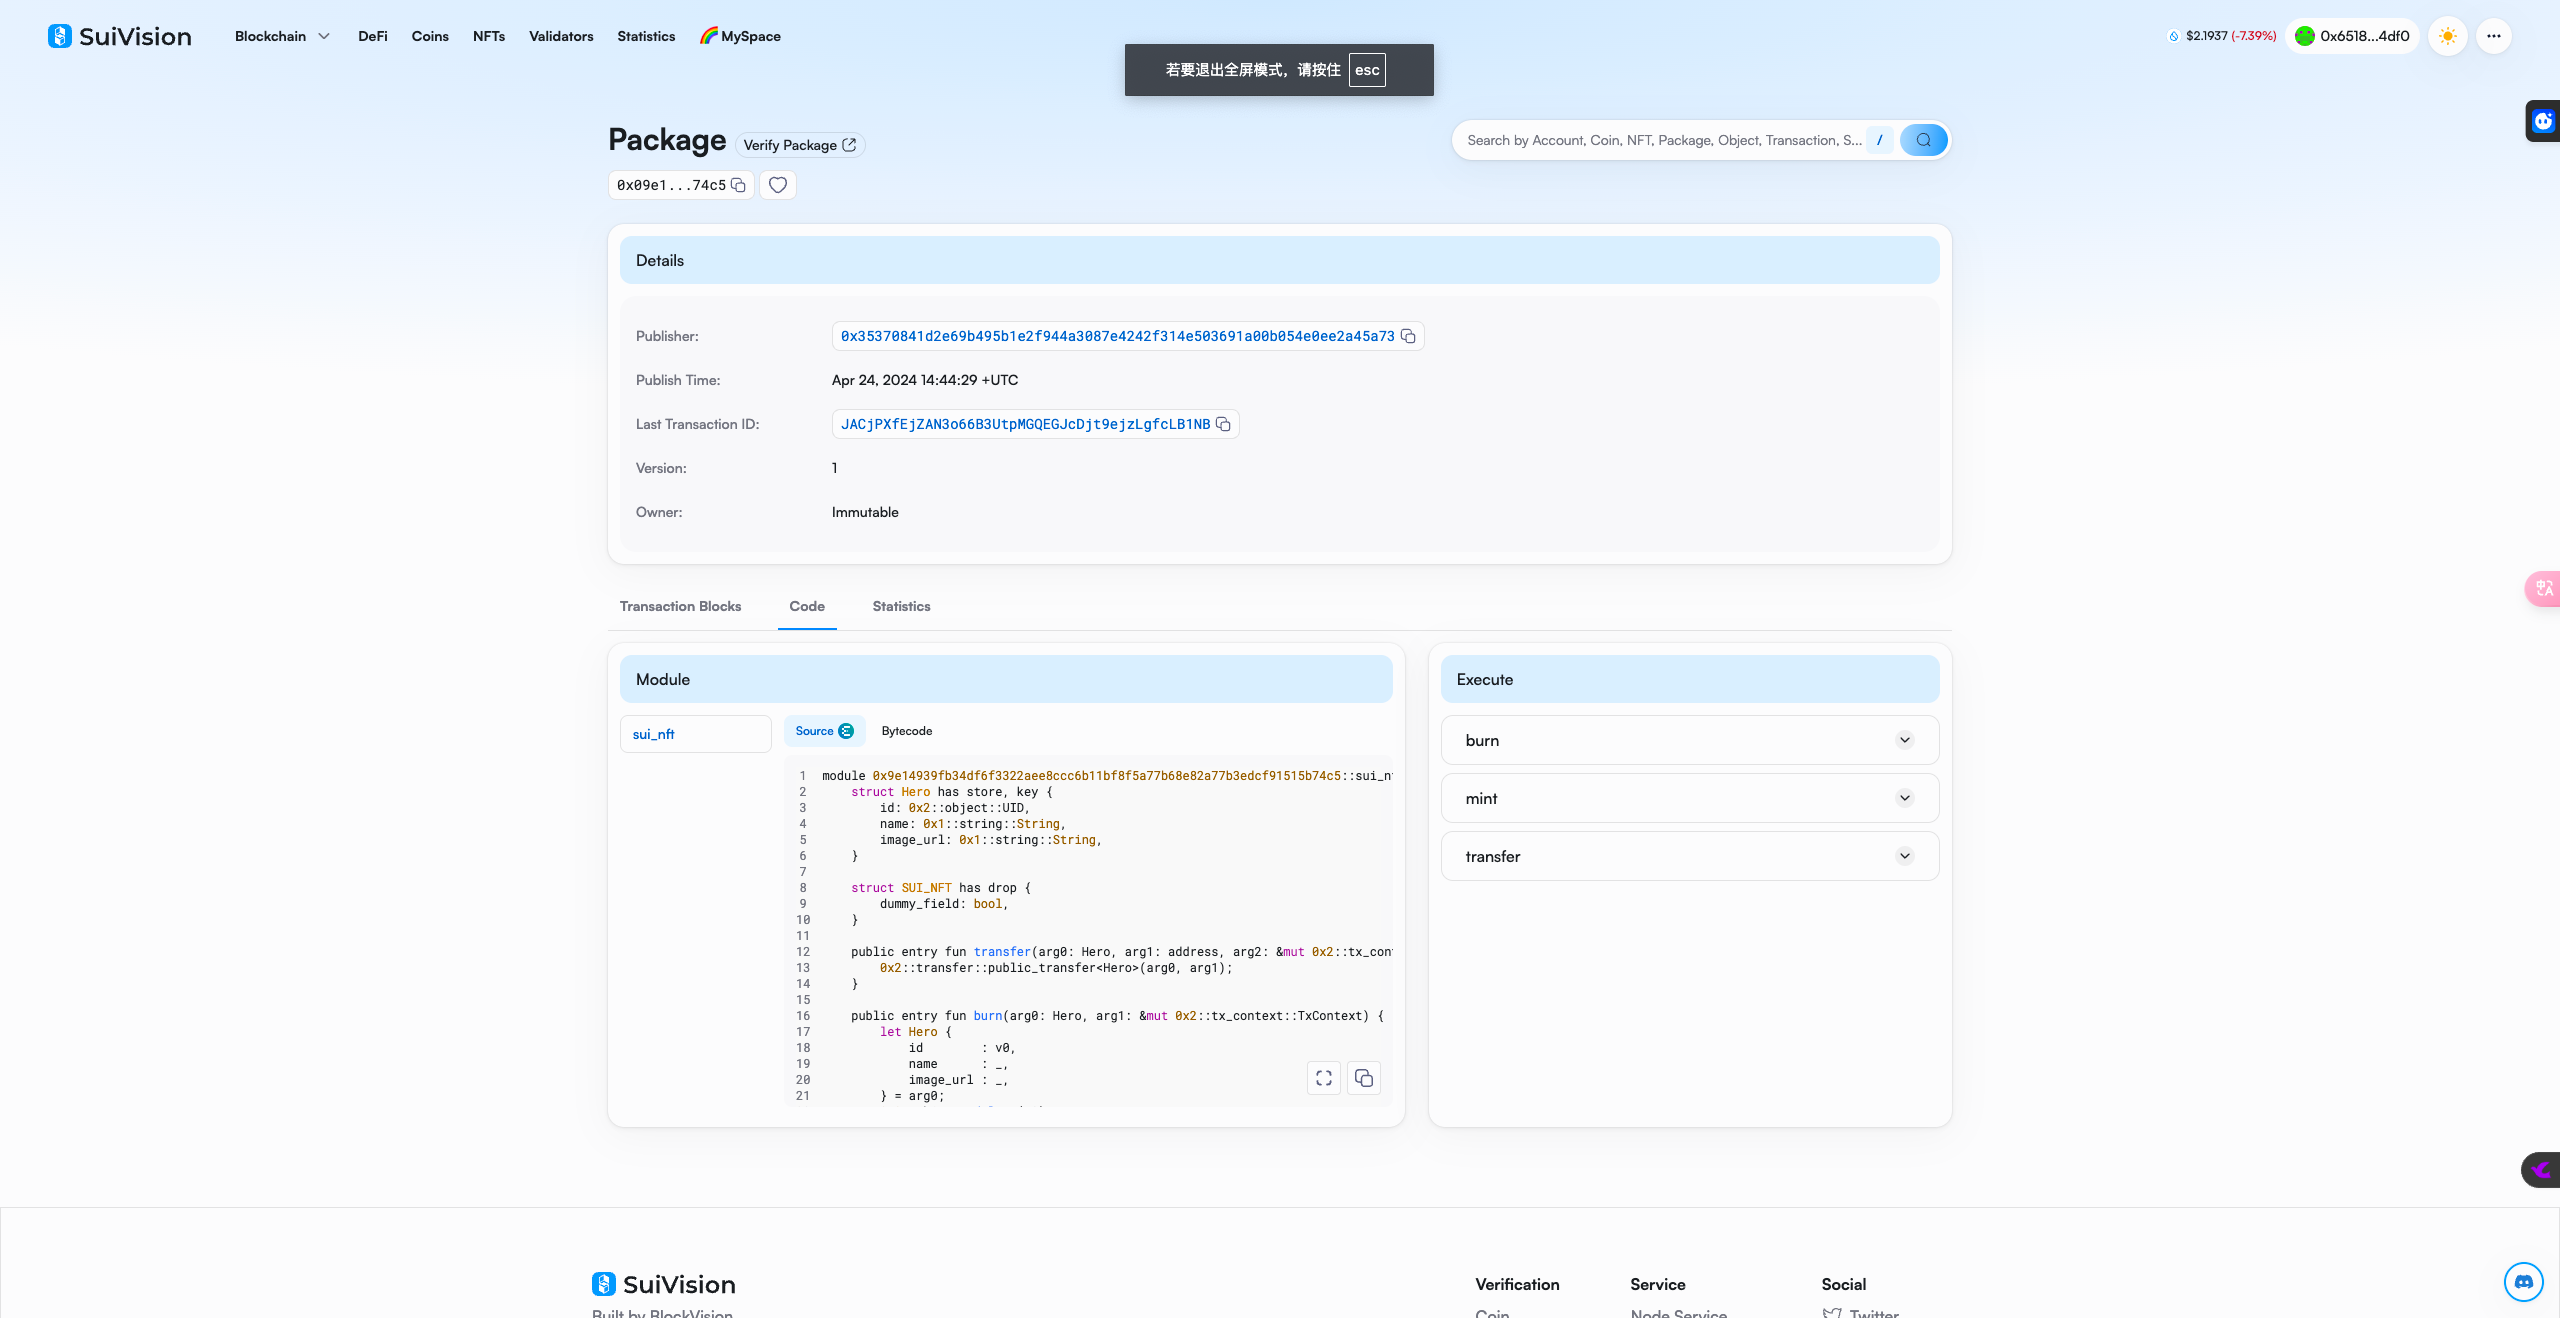 SuiVision
Blockchain DeFi Coins NFTs Validators Statistics MySpace
$2.1937 (-7.39%) 0x6518...4df0
若要退出全屏模式，请按住 esc
Package Verify Package
Search by Account, Coin, NFT, Package, Object, Transaction, S... /
0x09e1...74c5
Details
Publisher: 0x35370841d2e69b495b1e2f944a3087e4242f314e503691a00b054e0ee2a45a73
Publish Time: Apr 24, 2024 14:44:29 +UTC
Last Transaction ID: JACjPXfEjZAN3o66B3UtpMGQEGJcDjt9ejzLgfcLB1NB
Version: 1
Owner: Immutable
Transaction Blocks Code Statistics
Module
sui_nft
Source Bytecode
1 module 0x9e14939fb34df6f3322aee8ccc6b11bf8f5a77b68e82a77b3edcf91515b74c5::sui_n
2 struct Hero has store, key {
3 id: 0x2::object::UID,
4 name: 0x1::string::String,
5 image_url: 0x1::string::String,
6 }
7
8 struct SUI_NFT has drop {
9 dummy_field: bool,
10 }
11
12 public entry fun transfer(arg0: Hero, arg1: address, arg2: &mut 0x2::tx_con
13 0x2::transfer::public_transfer<Hero>(arg0, arg1);
14 }
15
16 public entry fun burn(arg0: Hero, arg1: &mut 0x2::tx_context::TxContext) {
17 let Hero {
18 id : v0,
19 name : _,
20 image_url : _,
21 } = arg0;
Execute
burn
mint
transfer
SuiVision
Built by BlockVision
Verification
Coin
Service
Node Service
Social
Twitter